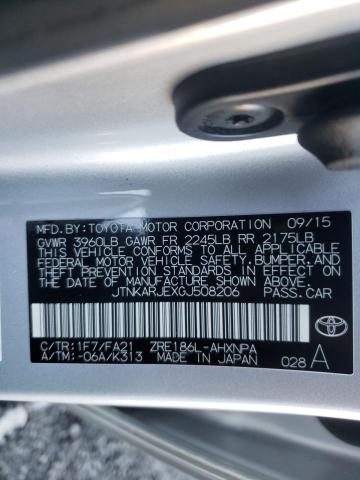 MFD.BY:TOYOTA MOTOR CORPORATION 09/15
GVWR 3960LB GAWR FR 2245LB RR 2175LB
THIS VEHICLE CONFORMS TO ALL APPLICABLE
FEDERAL MOTOR VEHICLE SAFETY,BUMPER,AND
THEFT PREVENTION STANDARDS IN EFFECT ON
THE DATE OF MANUFACTURE SHOWN ABOVE.
JTNKARJEXGJ508206 PASS.CAR
C/TR:1F7/FA21 ZRE186L-AHXNPA
A/TM:-06A/K313 MADE IN JAPAN 028 A